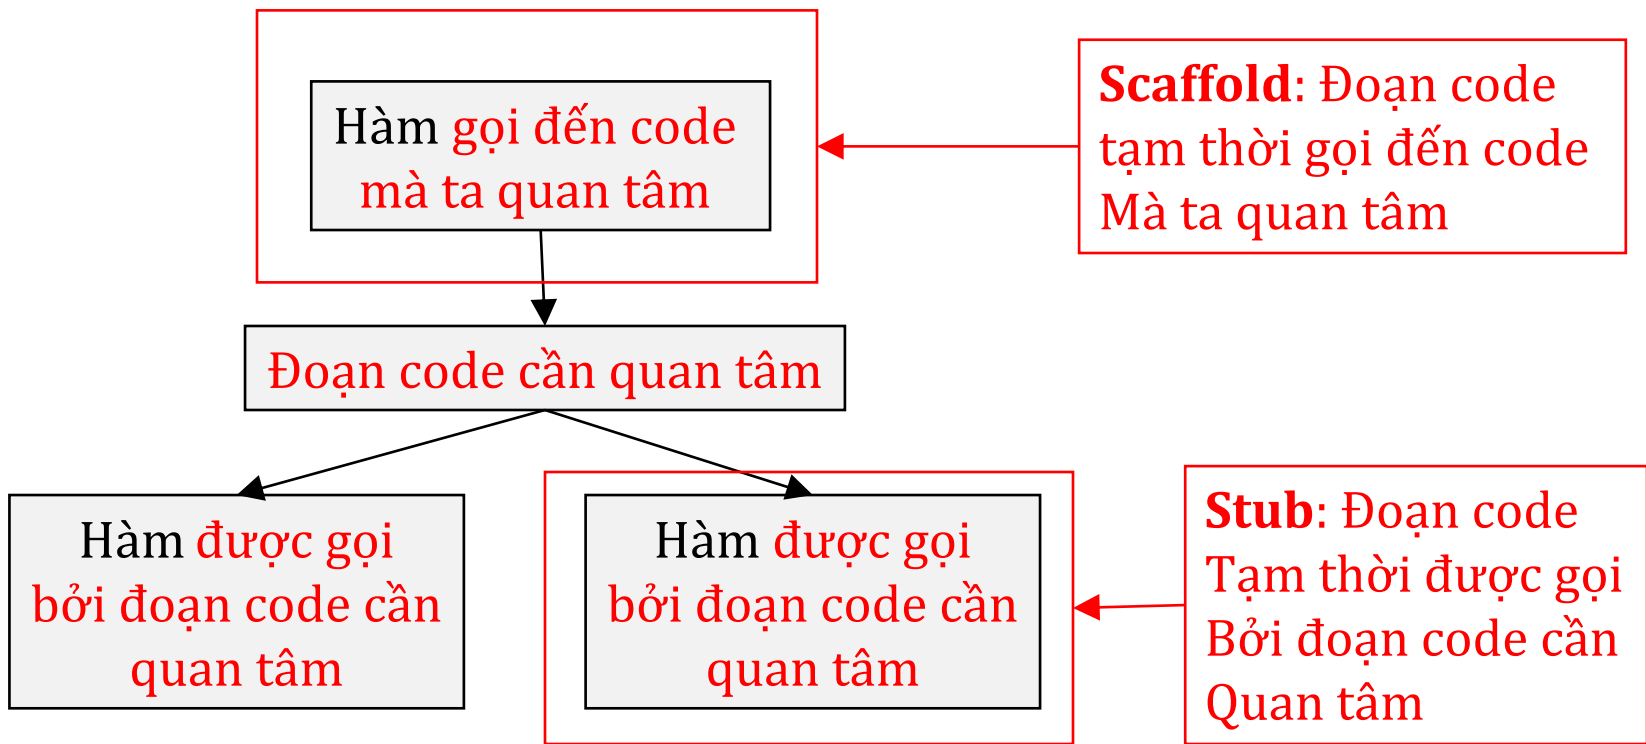 Hàm gọi đến code
mà ta quan tâm
Scaffold: Đoạn code
tạm thời gọi đến code
Mà ta quan tâm
Đoạn code cần quan tâm
Hàm được gọi
bởi đoạn code cần
quan tâm
Hàm được gọi
bởi đoạn code cần
quan tâm
Stub: Đoạn code
Tạm thời được gọi
Bởi đoạn code cần
Quan tâm